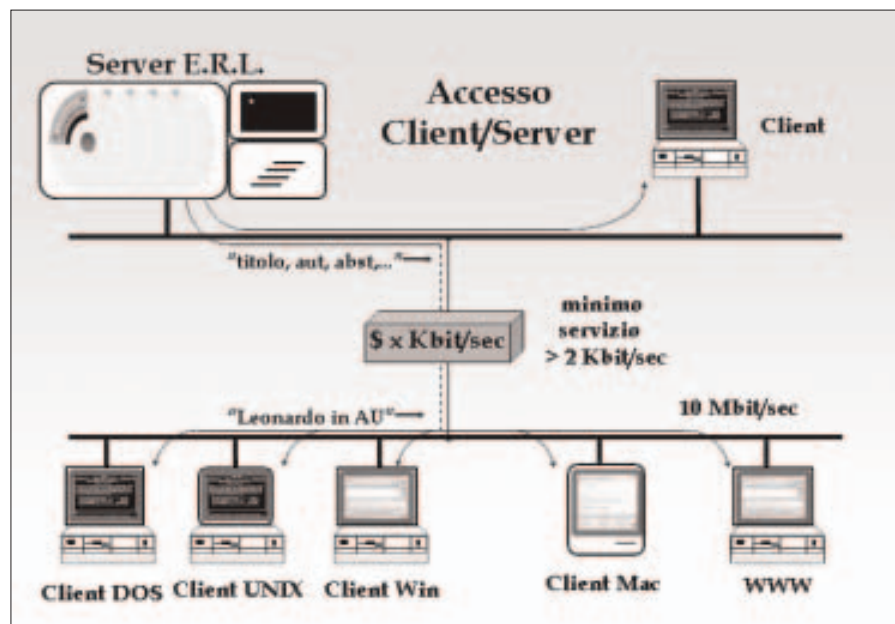 Server E.R.L.
Accesso
Client/Server
Client
"titolo, aut, abst,..."
$ x Kbit/sec
minimo
servizio
> 2 Kbit/sec
"Leonardo in AU"
10 Mbit/sec
Client DOS
Client UNIX
Client Win
Client Mac
WWW